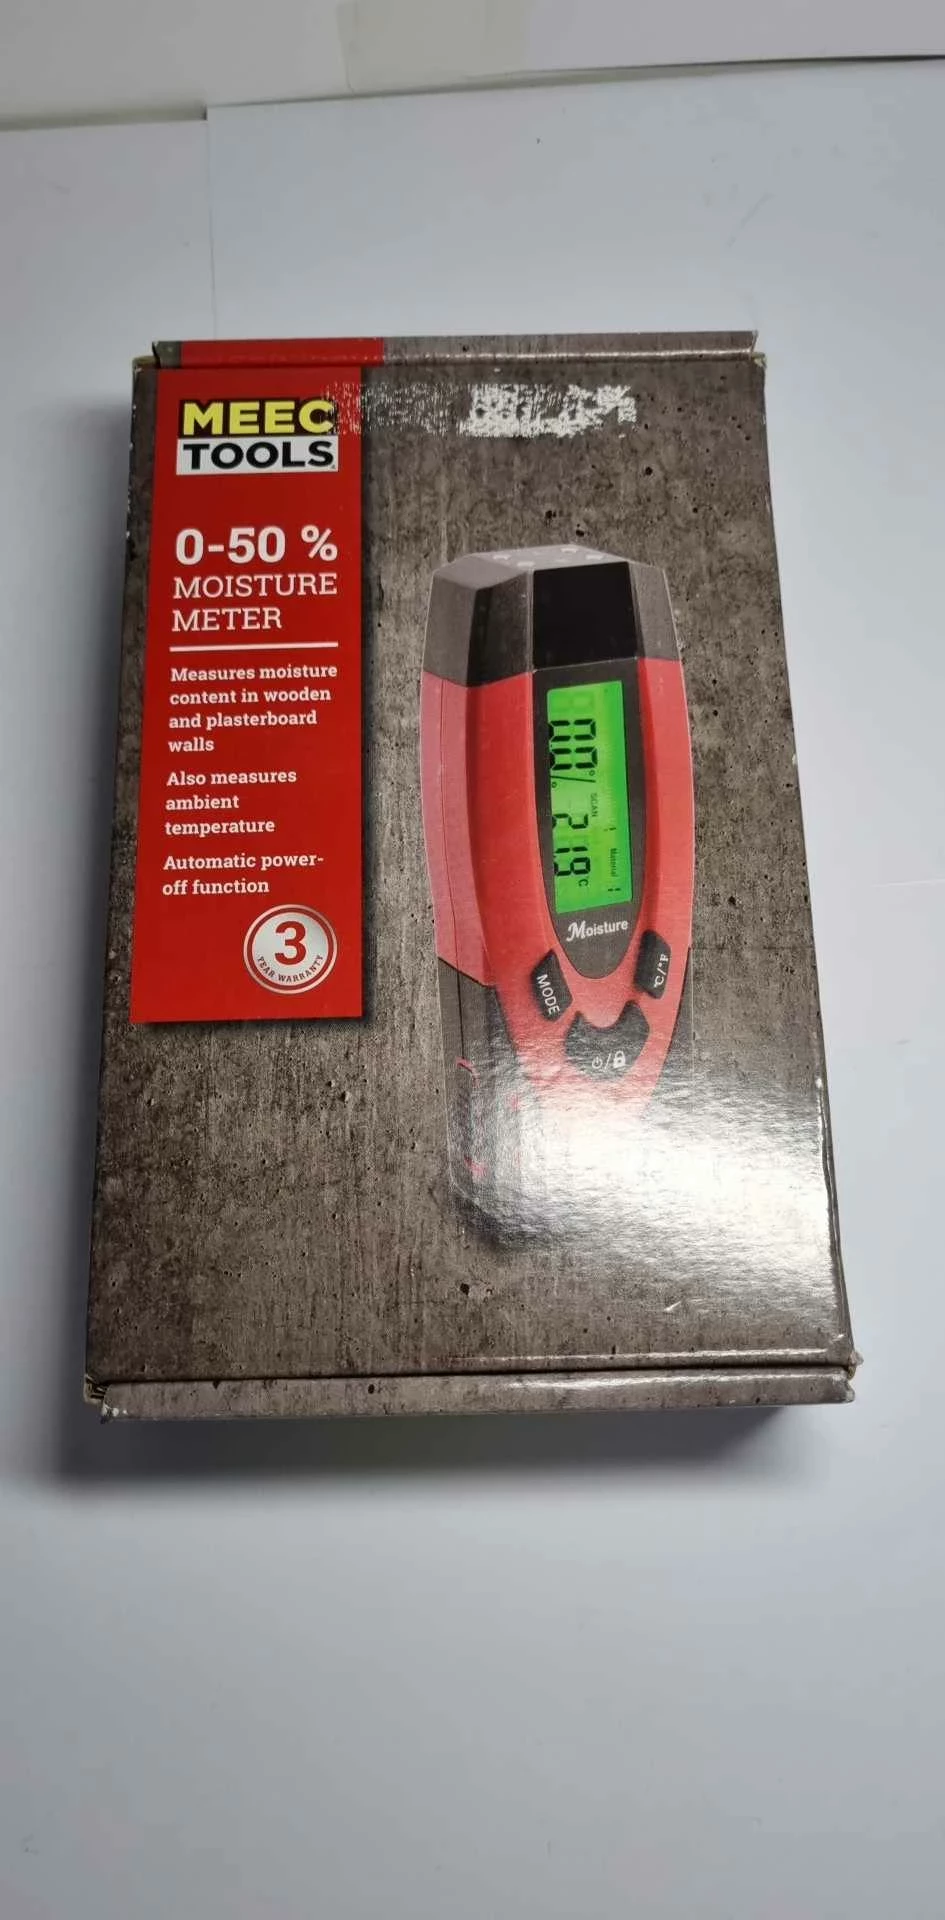 MEEC
TOOLS
0-50 %
MOISTURE
METER
Measures moisture
content in wooden
and plasterboard
walls
Also measures
ambient
temperature
Automatic power-
off function
3
YEAR WARRANTY
SCAN
Material 1
21.9°C
Moisture
MODE
°C/°F